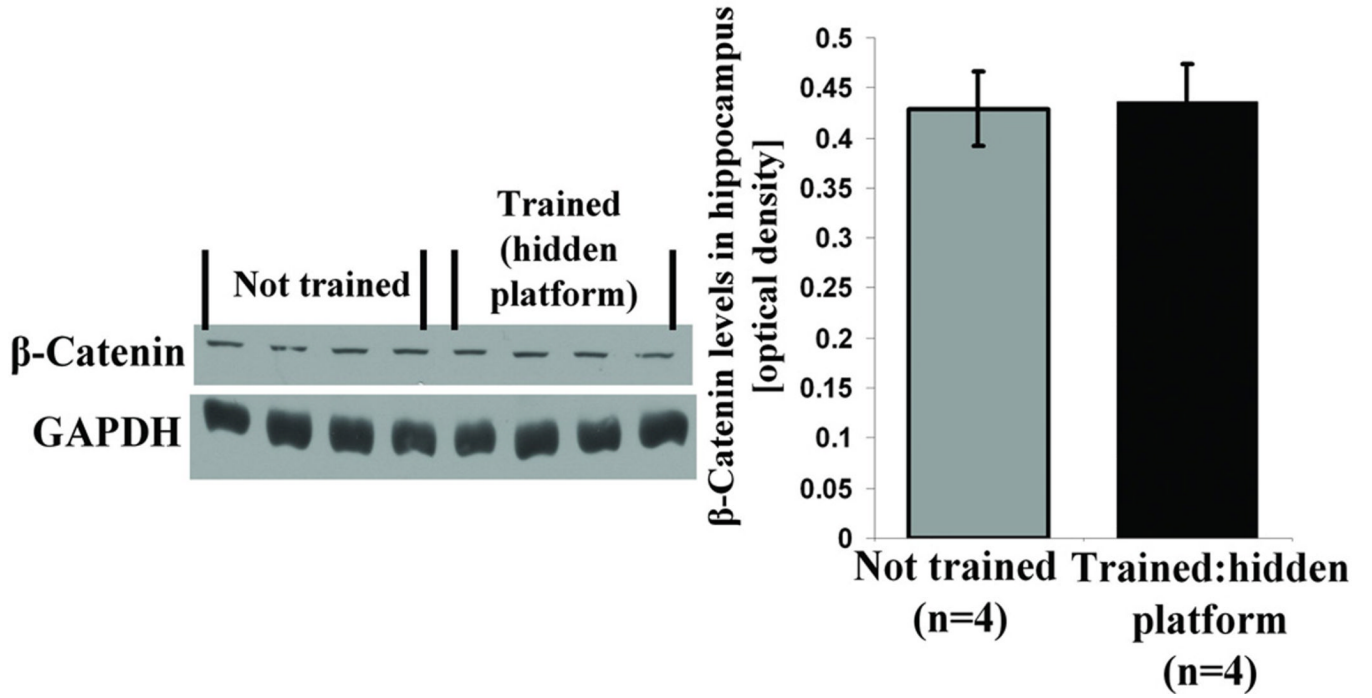 Not trained
Trained
(hidden
platform)
β-Catenin
GAPDH
β-Catenin levels in hippocampus
[optical density]
0.5
0.45
0.4
0.35
0.3
0.25
0.2
0.15
0.1
0.05
0
Not trained
(n=4)
Trained:hidden
platform
(n=4)